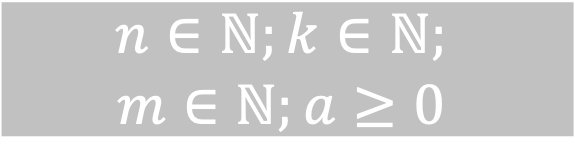 n ∈ ℕ; k ∈ ℕ;
m ∈ ℕ; a ≥ 0